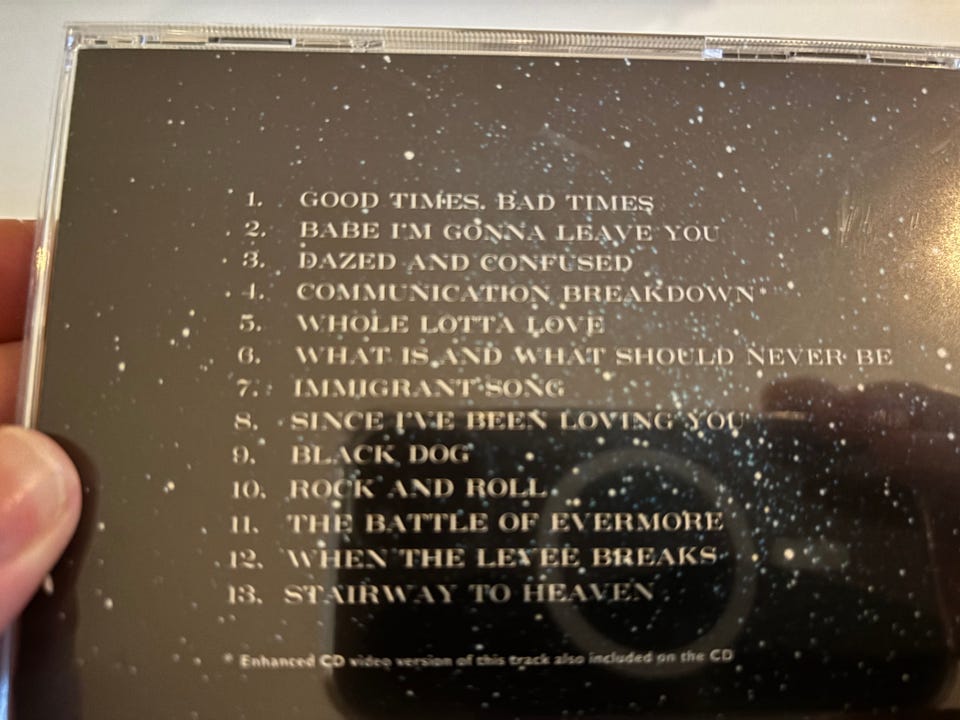 1. GOOD TIMES, BAD TIMES
2. BABE I'M GONNA LEAVE YOU
3. DAZED AND CONFUSED
4. COMMUNICATION BREAKDOWN*
5. WHOLE LOTTA LOVE
6. WHAT IS AND WHAT SHOULD NEVER BE
7. IMMIGRANT SONG
8. SINCE I'VE BEEN LOVING YOU
9. BLACK DOG
10. ROCK AND ROLL
11. THE BATTLE OF EVERMORE
12. WHEN THE LEVEE BREAKS
13. STAIRWAY TO HEAVEN
* Enhanced CD video version of this track also included on the CD